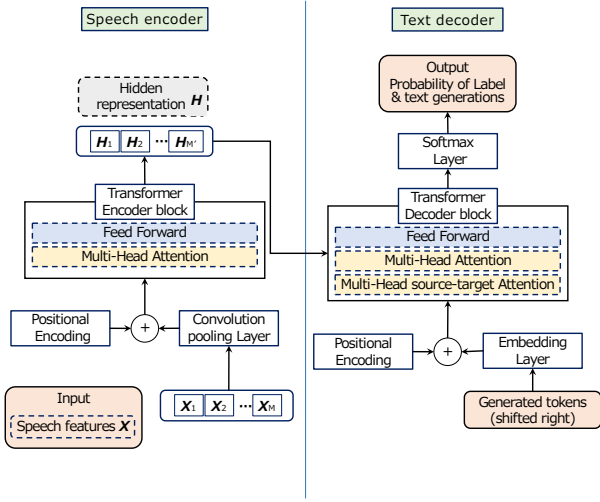 Speech encoder
Hidden
representation H
H1 H2 ... HM'
Transformer
Encoder block
Feed Forward
Multi-Head Attention
Positional
Encoding
+
Convolution
pooling Layer
Input
Speech features X
X1 X2 ... XM
Text decoder
Output
Probability of Label
& text generations
Softmax
Layer
Transformer
Decoder block
Feed Forward
Multi-Head Attention
Multi-Head source-target Attention
Positional
Encoding
+
Embedding
Layer
Generated tokens
(shifted right)